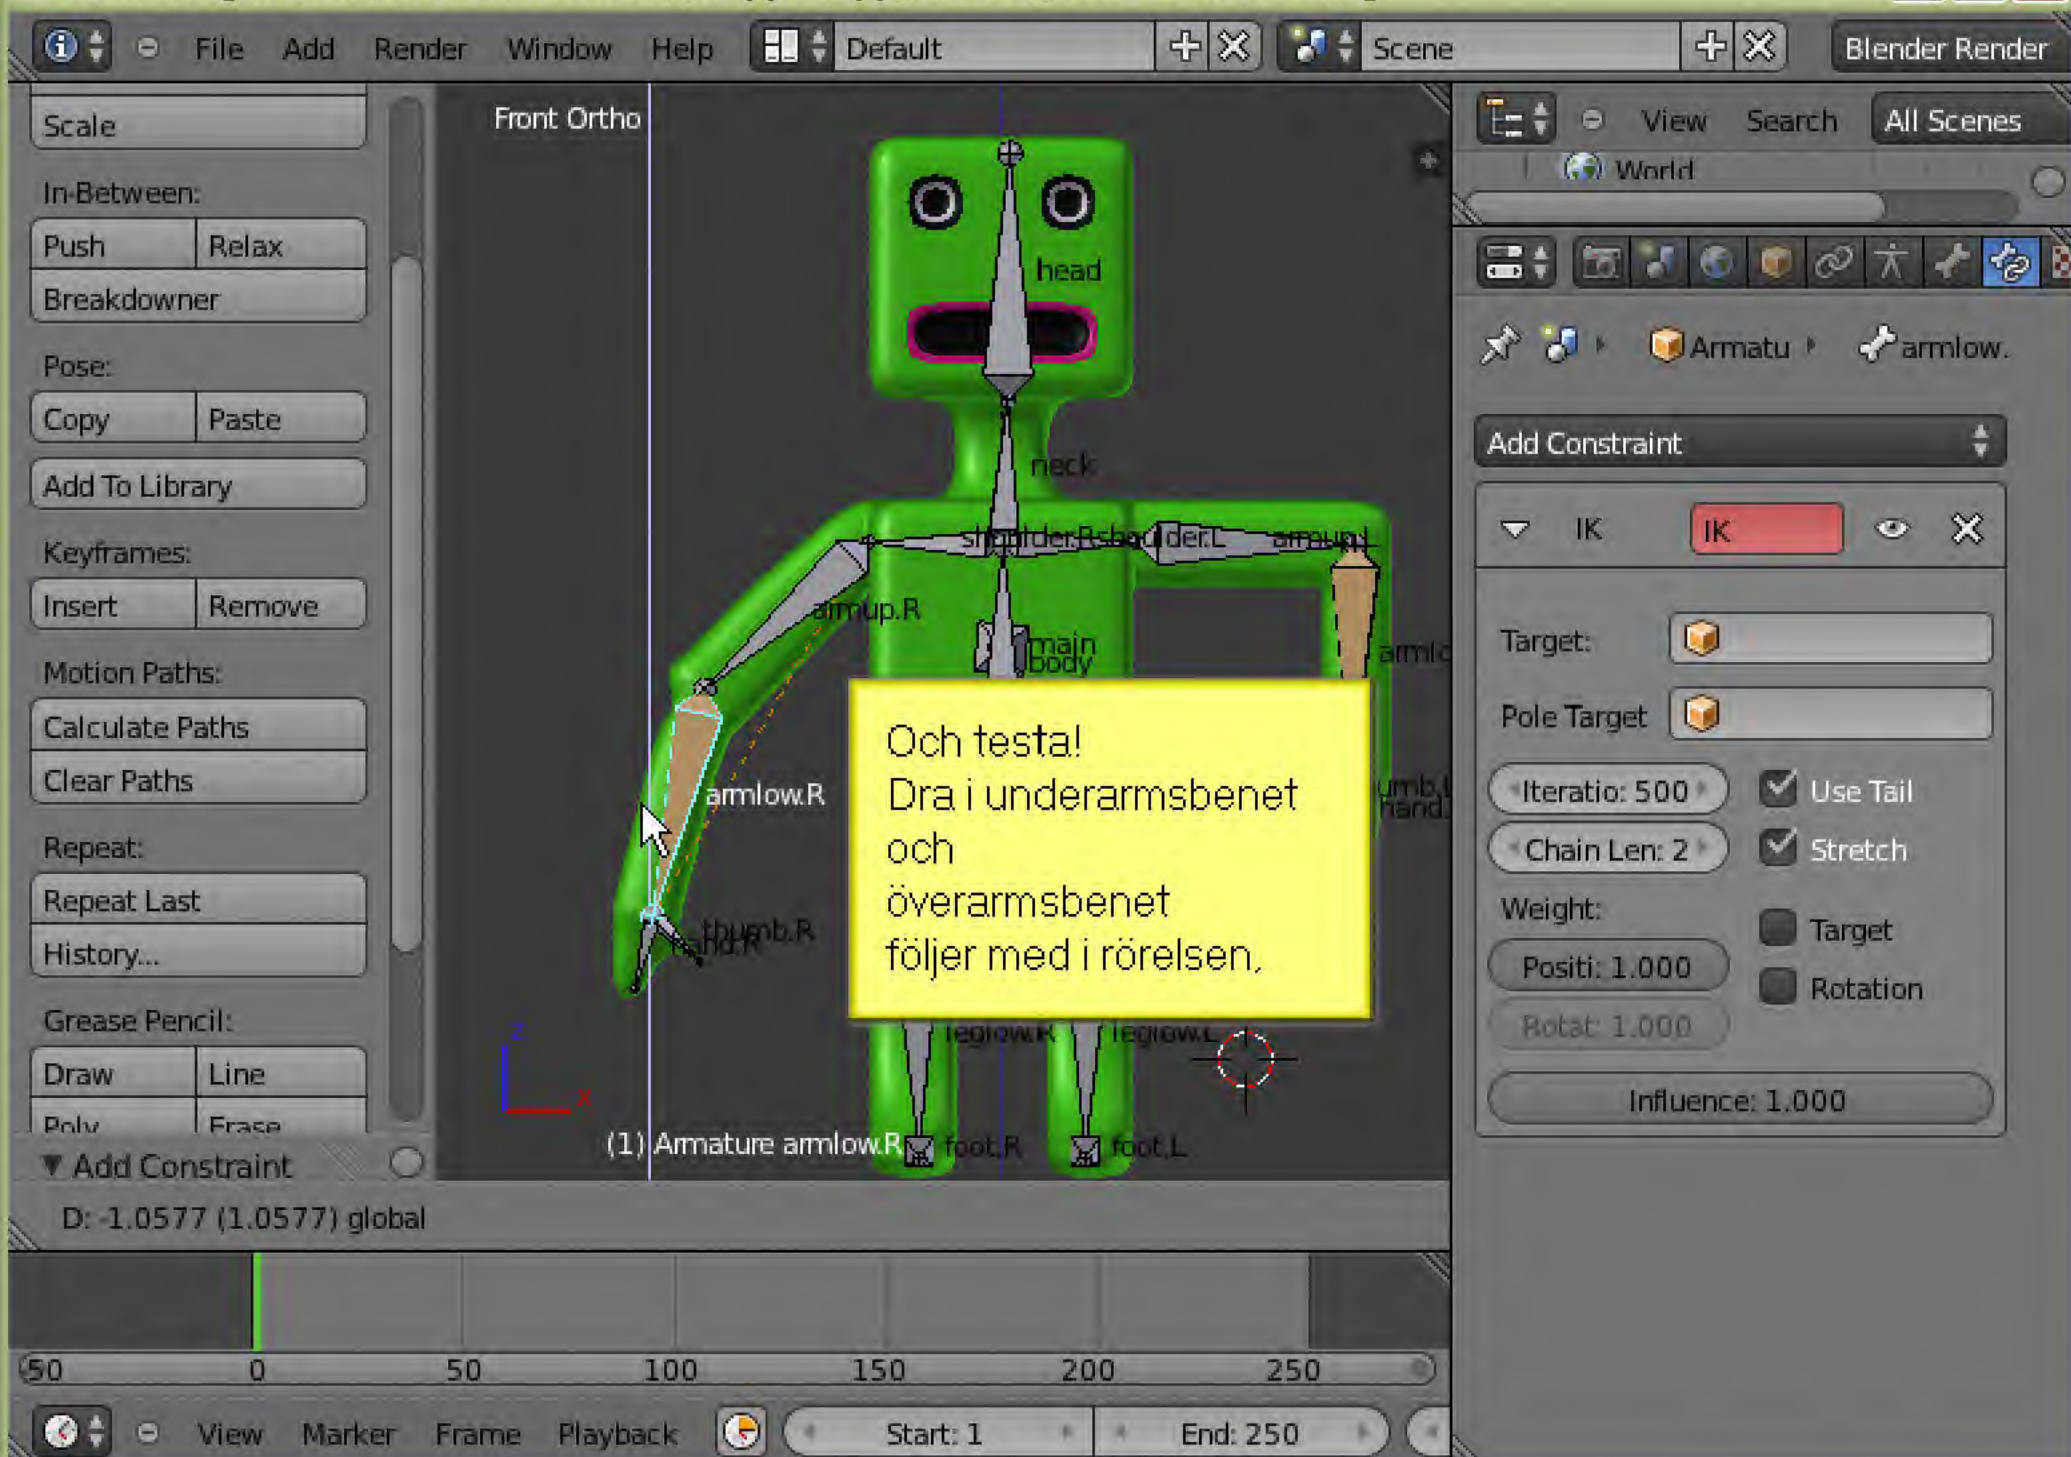 File Add Render Window Help Default Scene Blender Render
Scale
In-Between:
Push Relax
Breakdowner
Pose:
Copy Paste
Add To Library
Keyframes:
Insert Remove
Motion Paths:
Calculate Paths
Clear Paths
Repeat:
Repeat Last
History...
Grease Pencil:
Draw Line
Poly Erase
▼ Add Constraint
Front Ortho
head
neck
shoulder.R shoulder.L armup.L
armup.R
main
body
armlow.R
thumb.R
hand.R
leglow.R leglow.L
z
x
(1) Armature armlow.R
foot.R foot.L
Och testa!
Dra i underarmsbenet
och
överarmsbenet
följer med i rörelsen,
View Search All Scenes
World
Armatu armlow.
Add Constraint
IK IK
Target:
Pole Target
Iteratio: 500 Use Tail
Chain Len: 2 Stretch
Weight:
Target
Positi: 1.000
Rotation
Rotat: 1.000
Influence: 1.000
D: -1.0577 (1.0577) global
50 0 50 100 150 200 250
View Marker Frame Playback Start: 1 End: 250